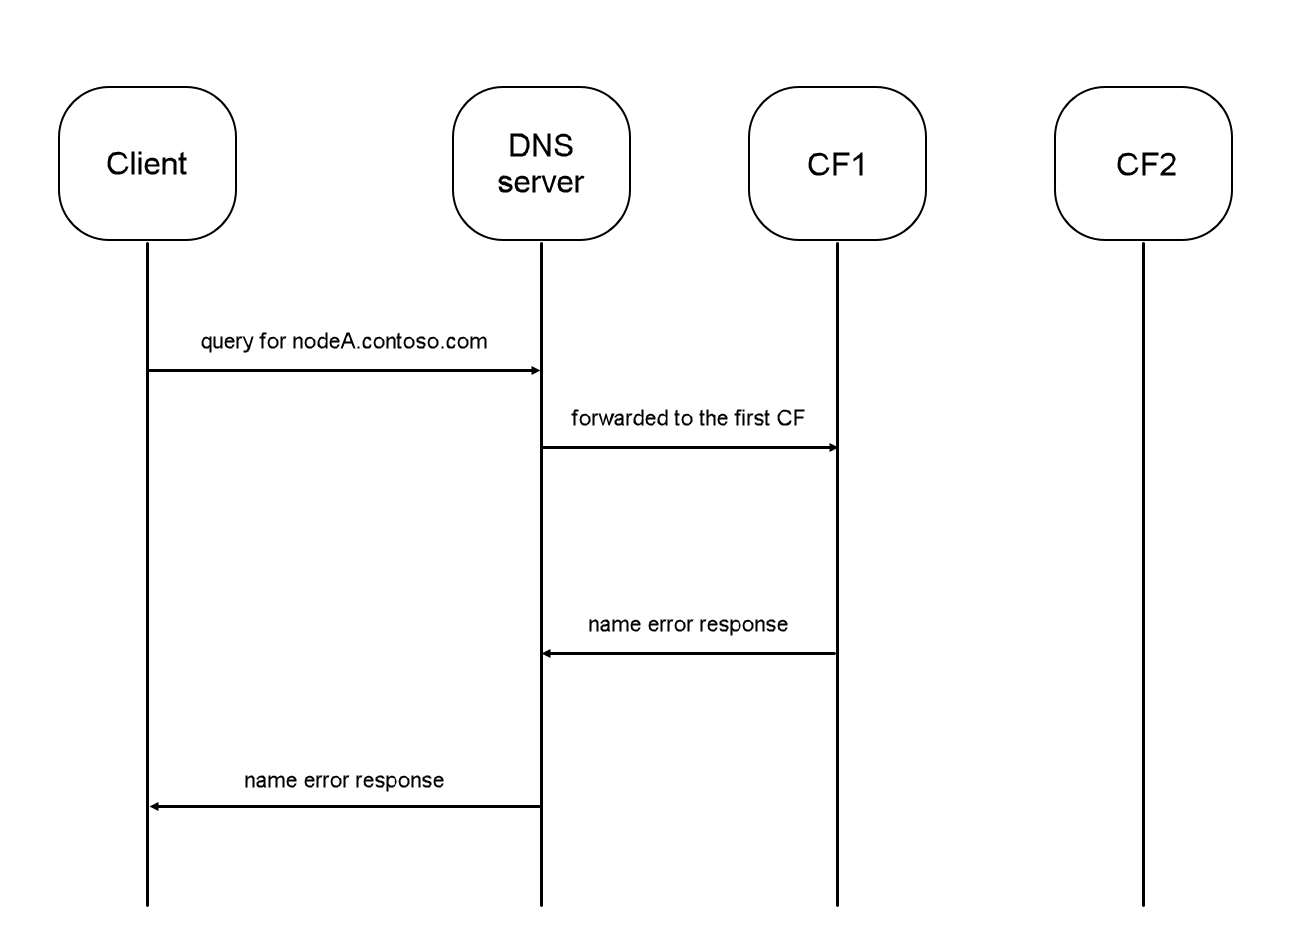 Client
DNS
server
CF1
CF2
query for nodeA.contoso.com
forwarded to the first CF
name error response
name error response